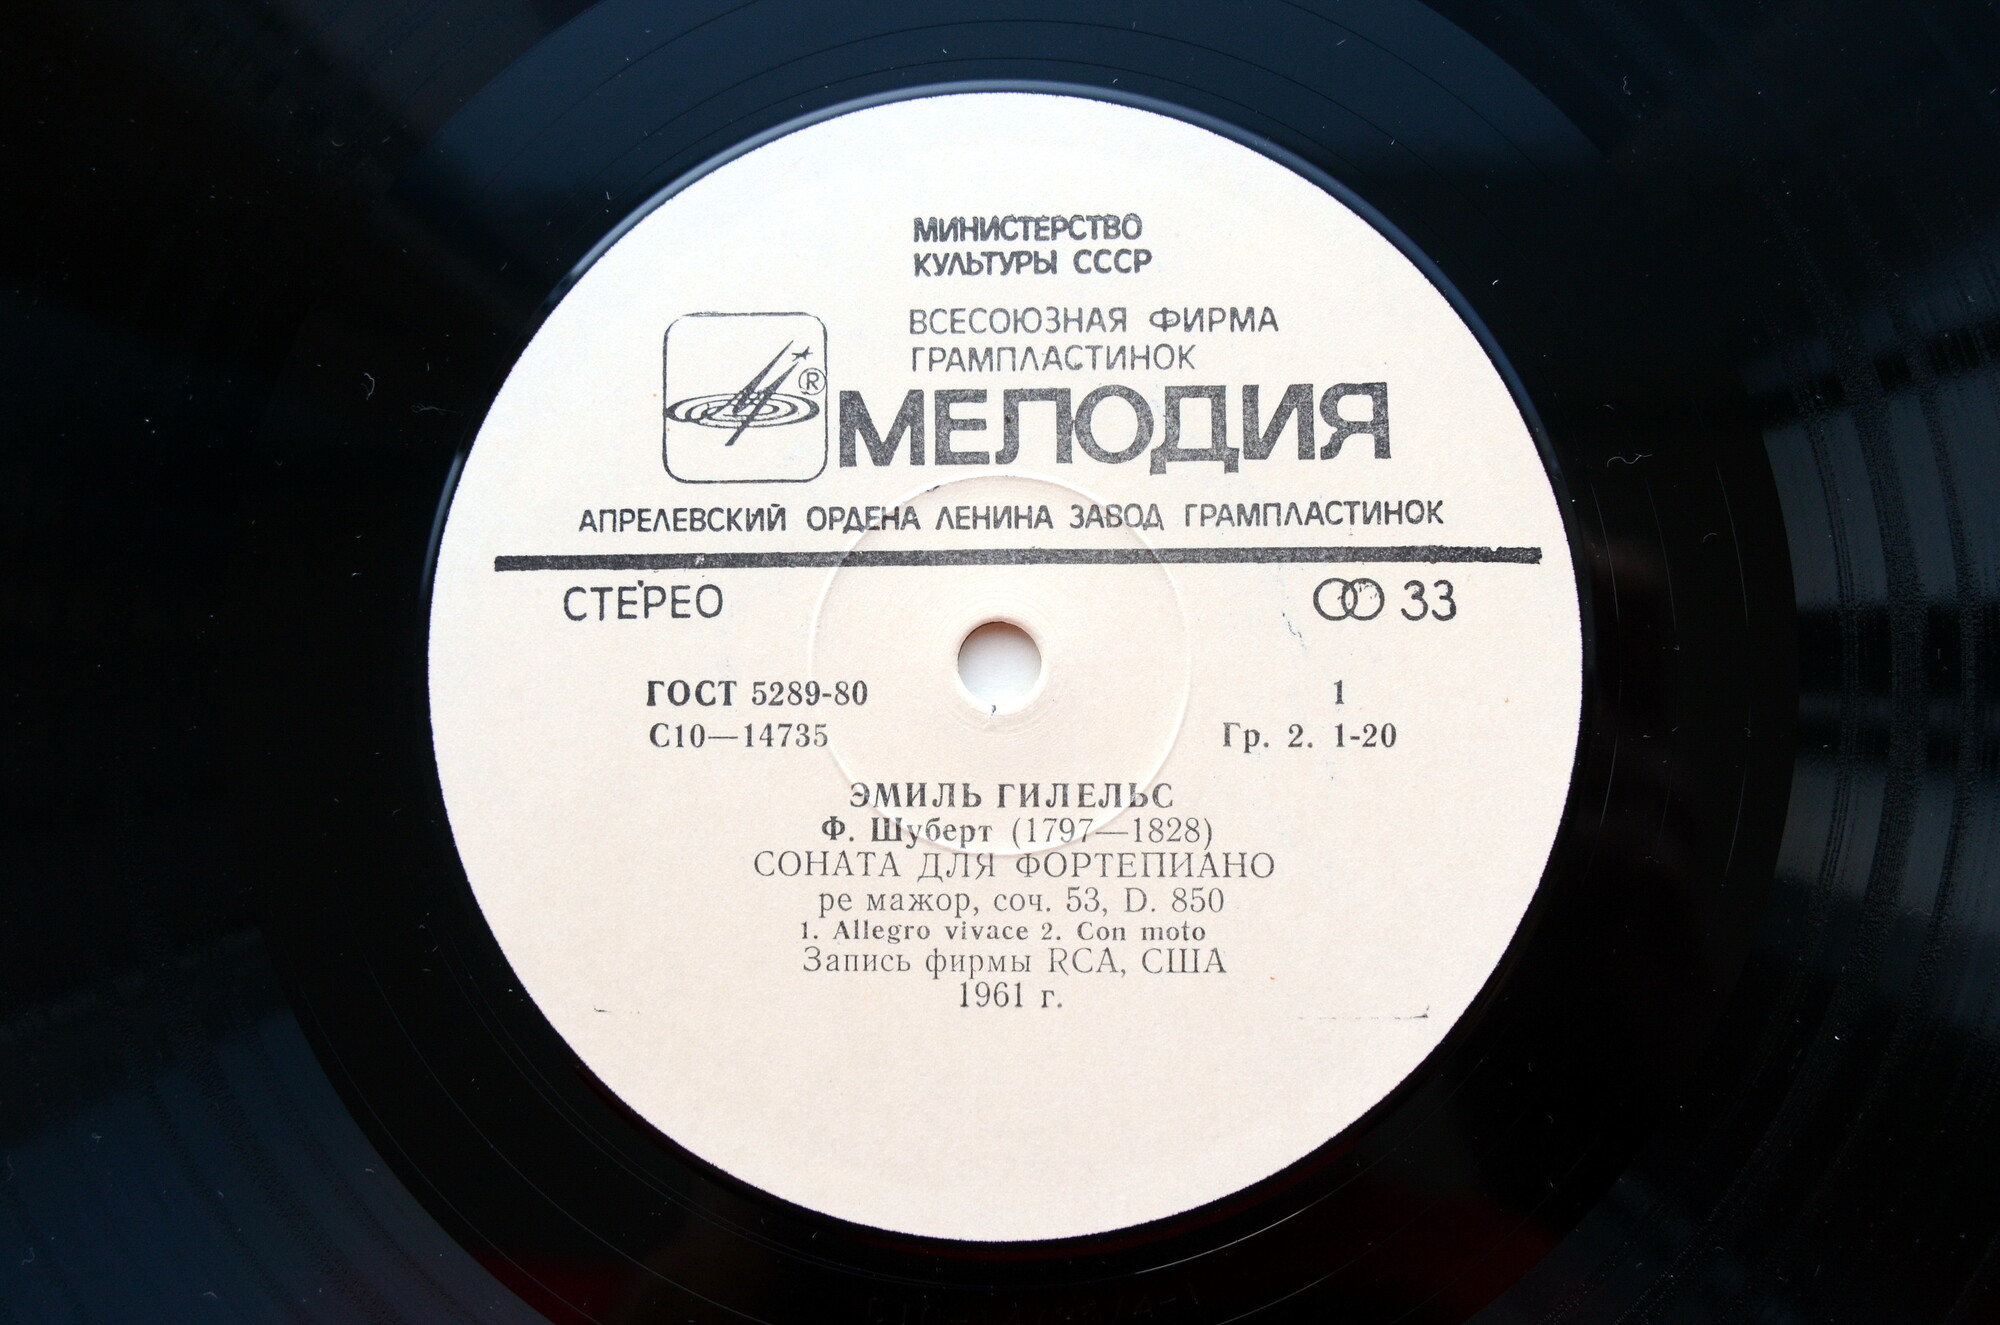 МИНИСТЕРСТВО
КУЛЬТУРЫ СССР
ВСЕСОЮЗНАЯ ФИРМА
ГРАМПЛАСТИНОК
®
МЕЛОДИЯ
АПРЕЛЕВСКИЙ ОРДЕНА ЛЕНИНА ЗАВОД ГРАМПЛАСТИНОК
СТЕРЕО 33
ГОСТ 5289-80 1
С10—14735 Гр. 2. 1-20
ЭМИЛЬ ГИЛЕЛЬС
Ф. Шуберт (1797—1828)
СОНАТА ДЛЯ ФОРТЕПИАНО
ре мажор, соч. 53, D. 850
1. Allegro vivace 2. Con moto
Запись фирмы RCA, США
1961 г.